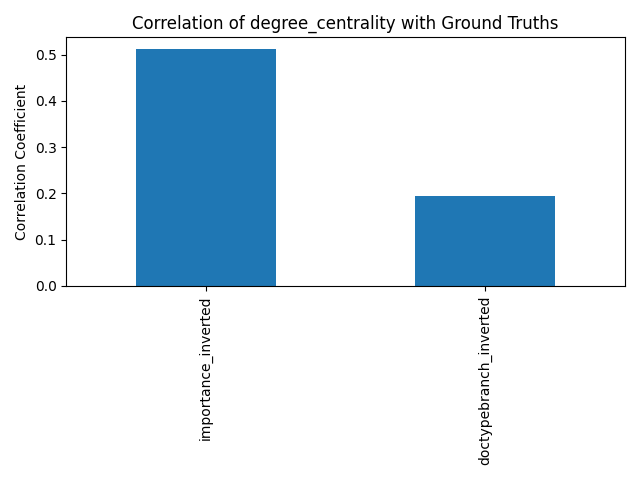 Correlation of degree_centrality with Ground Truths
Correlation Coefficient
0.5
0.4
0.3
0.2
0.1
0.0
importance_inverted
doctypebranch_inverted